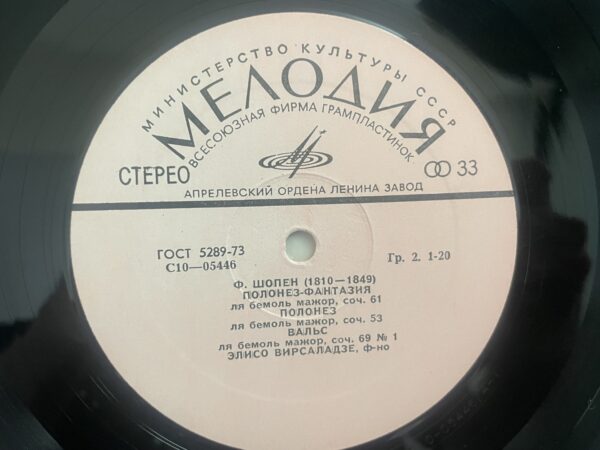 МИНИСТЕРСТВО КУЛЬТУРЫ СССР
МЕЛОДИЯ
ВСЕСОЮЗНАЯ ФИРМА ГРАМПЛАСТИНОК
СТЕРЕО
33
АПРЕЛЕВСКИЙ ОРДЕНА ЛЕНИНА ЗАВОД
ГОСТ 5289-73
С10—05446
Гр. 2. 1-20
Ф. ШОПЕН (1810—1849)
ПОЛОНЕЗ-ФАНТАЗИЯ
ля бемоль мажор, соч. 61
ПОЛОНЕЗ
ля бемоль мажор, соч. 53
ВАЛЬС
ля бемоль мажор, соч. 69 № 1
ЭЛИСО ВИРСАЛАДЗЕ, ф-но